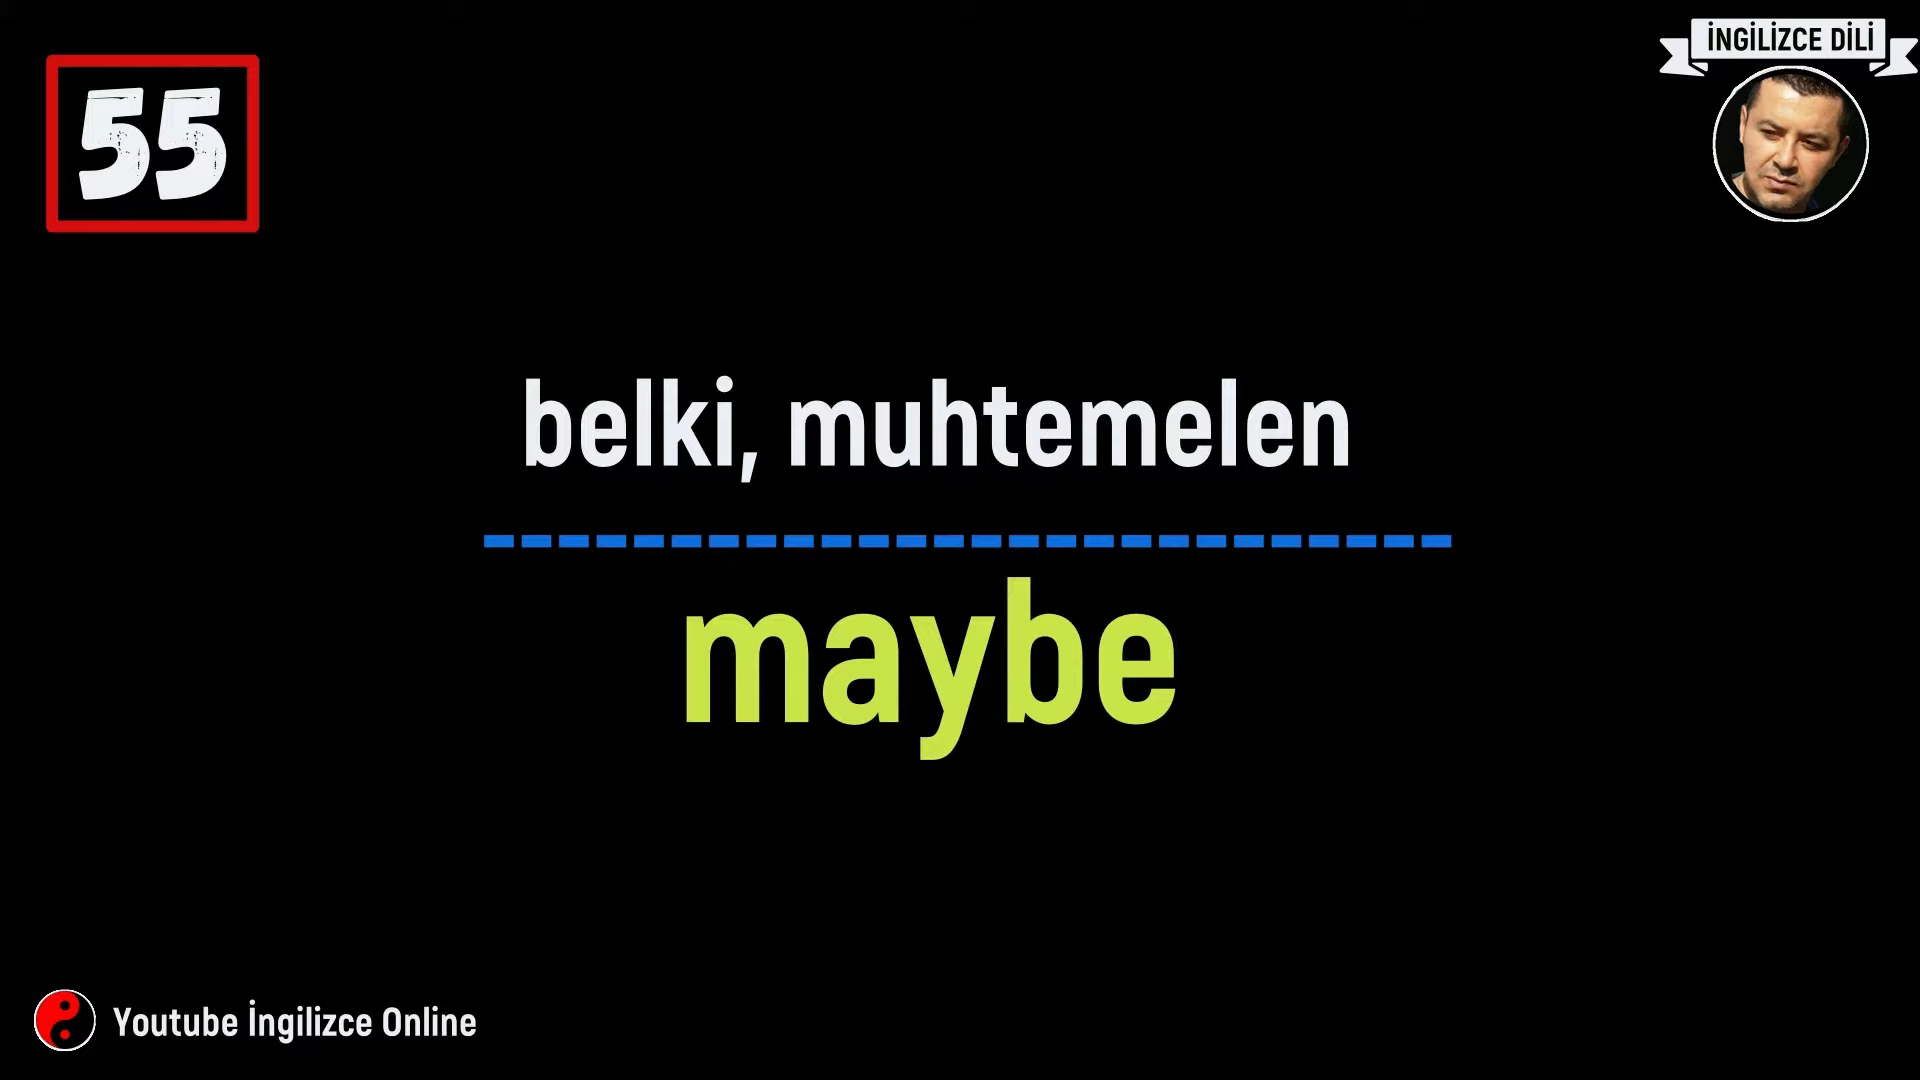 55
İNGİLİZCE DİLİ
belki, muhtemelen
maybe
Youtube İngilizce Online